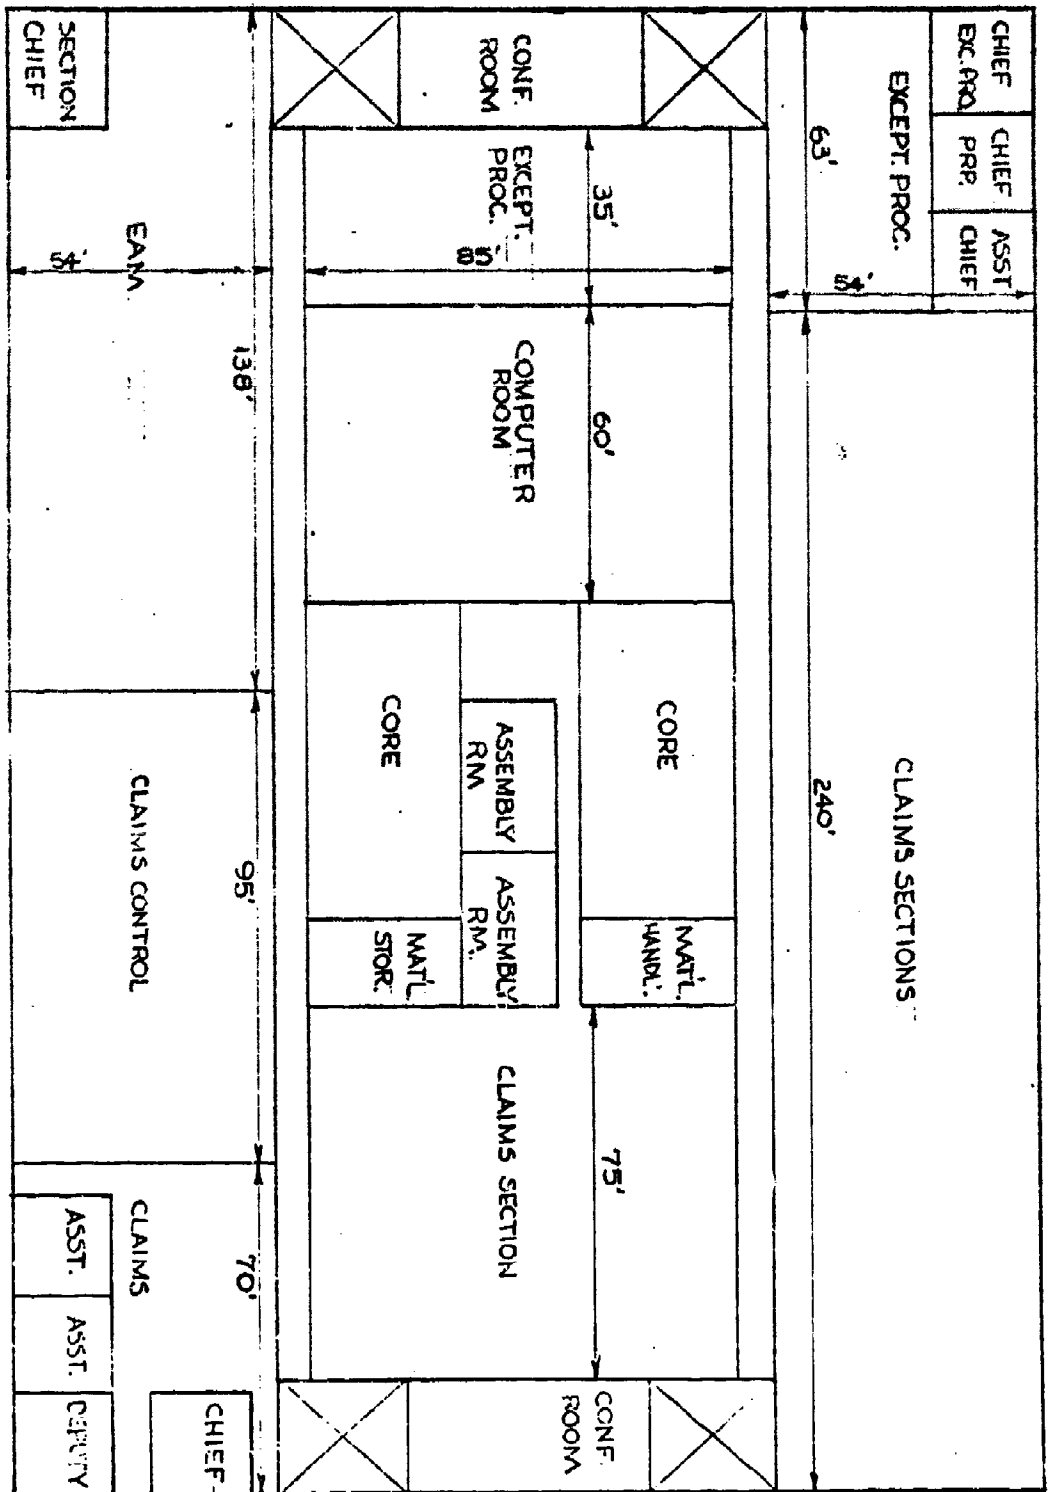 CHIEF
EXC. PRO.
CHIEF
PRP.
ASST
CHIEF
EXCEPT. PROC.
63'
54'
CLAIMS SECTIONS
240'
CONF.
ROOM
EXCEPT.
PROC.
35'
85'
COMPUTER
ROOM
60'
CORE
CORE
ASSEMBLY
RM
ASSEMBLY
RM.
MAT'L.
HANDL.
MAT'L.
STOR.
CLAIMS SECTION
75'
CONF.
ROOM
SECTION
CHIEF
EAM
54'
138'
CLAIMS CONTROL
95'
CLAIMS
70'
ASST.
ASST.
DEPUTY
CHIEF